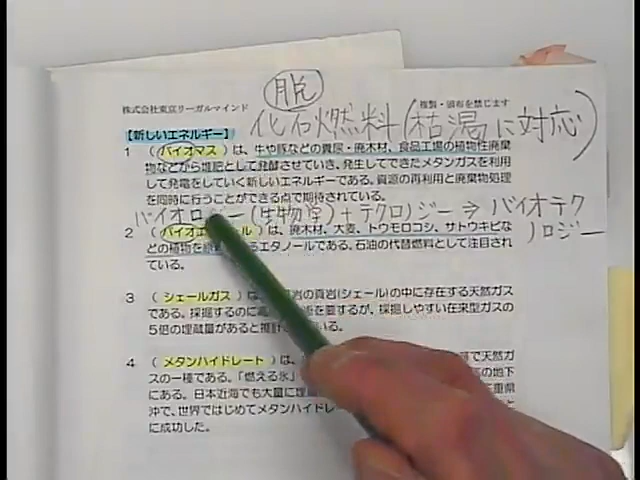 脱
株式会社東京リーガルマインド
複製・頒布を禁じます
化石燃料(枯渇に対応)
【新しいエネルギー】
1 (バイオマス) は、牛や豚などの糞尿・廃木材、食品工場の植物性廃棄
物などから堆肥として発酵させていき、発生してできたメタンガスを利用
して発電をしていく新しいエネルギーである。資源の再利用と廃棄物処理
を同時に行うことができる点で期待されている。
バイオロジー(生物学)+テクロジー⇒バイオテク
ノロジー
2 (バイオエ ール) は、廃木材、大麦、トウモロコシ、サトウキビな
どの植物を るエタノールである。石油の代替燃料として注目され
ている。
3 (シェールガス) は、 岩の頁岩(シェール)の中に存在する天然ガス
である。採掘するのに高 術を要するが、採掘しやすい在来型ガスの
5倍の埋蔵量があると推計 いる。
4 (メタンハイドレート) は、 で天然ガ
スの一種である。「燃える氷」 の地下
にある。日本近海でも大量に埋 重県
沖で、世界ではじめてメタンハイドレー
に成功した。